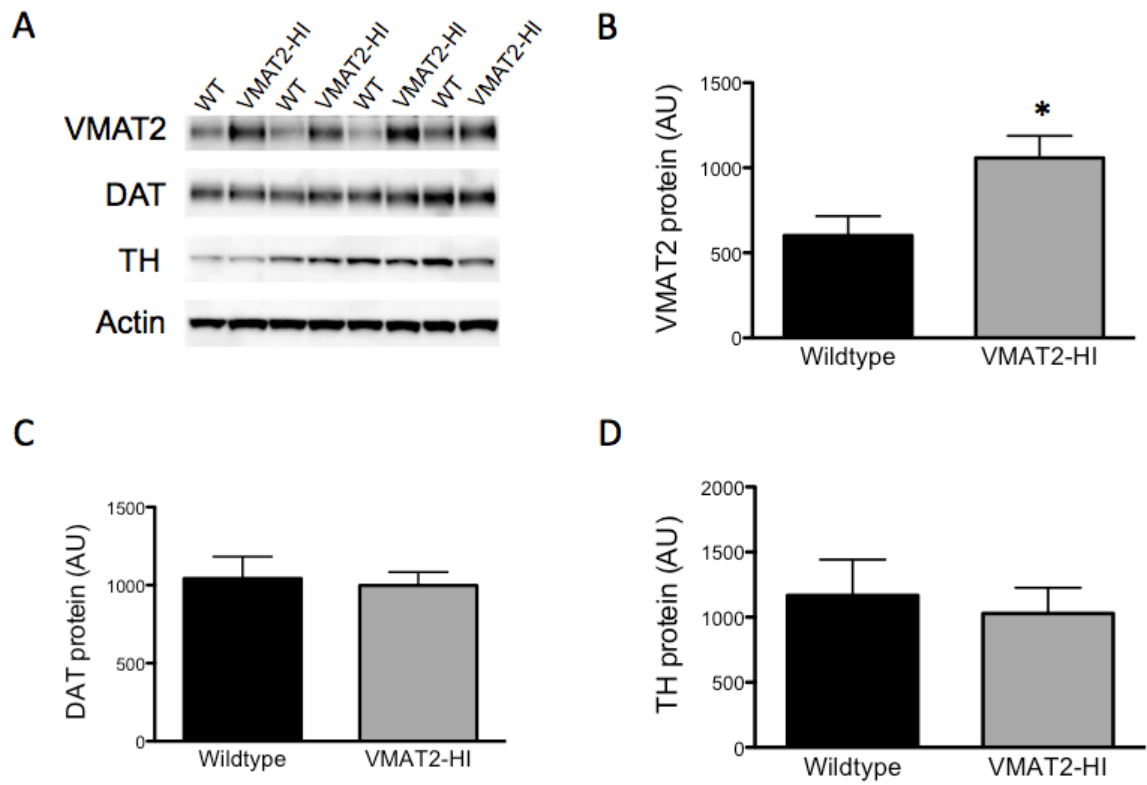 A
WT VMAT2-HI WT VMAT2-HI WT VMAT2-HI WT VMAT2-HI
VMAT2
DAT
TH
Actin
B
VMAT2 protein (AU)
1500
1000
500
0
*
Wildtype VMAT2-HI
C
DAT protein (AU)
1500
1000
500
0
Wildtype VMAT2-HI
D
TH protein (AU)
2000
1500
1000
500
0
Wildtype VMAT2-HI